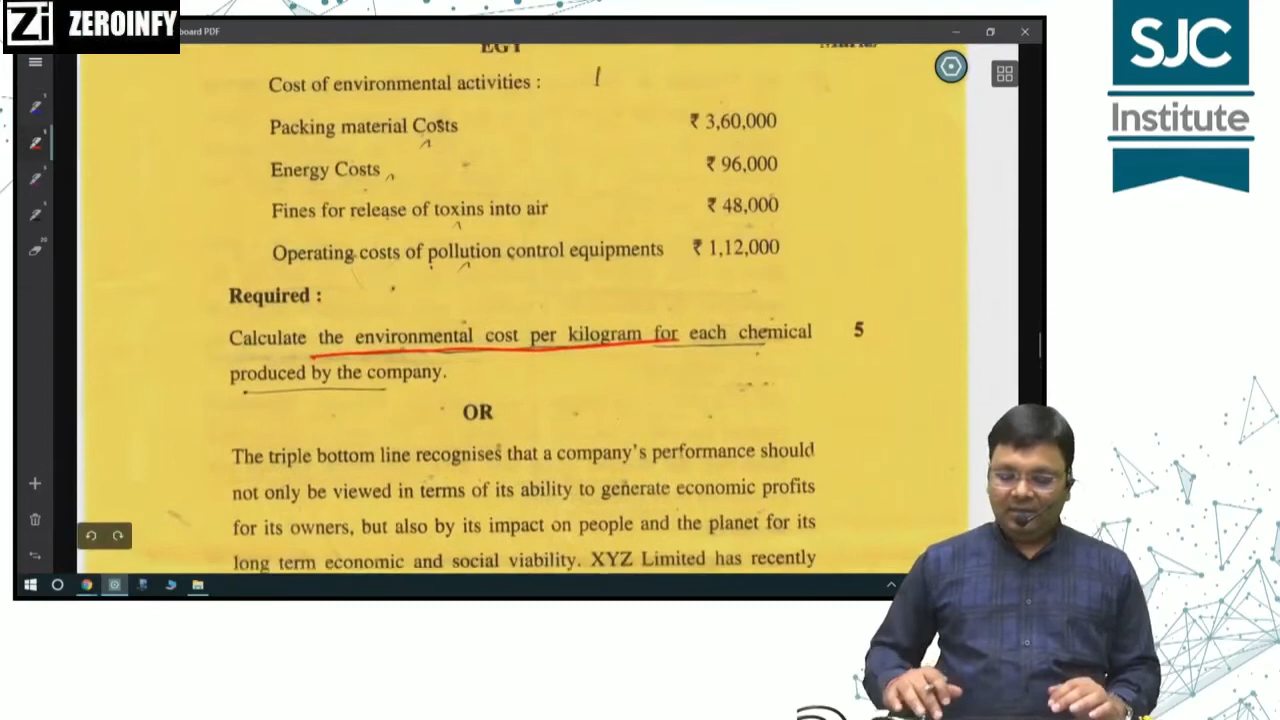 Zi ZEROINFY
board PDF
SJC
Institute
EGY
Marks
Cost of environmental activities :
Packing material Costs ₹ 3,60,000
Energy Costs ₹ 96,000
Fines for release of toxins into air ₹ 48,000
Operating costs of pollution control equipments ₹ 1,12,000
Required :
Calculate the environmental cost per kilogram for each chemical 5
produced by the company.
OR
The triple bottom line recognises that a company's performance should
not only be viewed in terms of its ability to generate economic profits
for its owners, but also by its impact on people and the planet for its
long term economic and social viability. XYZ Limited has recently